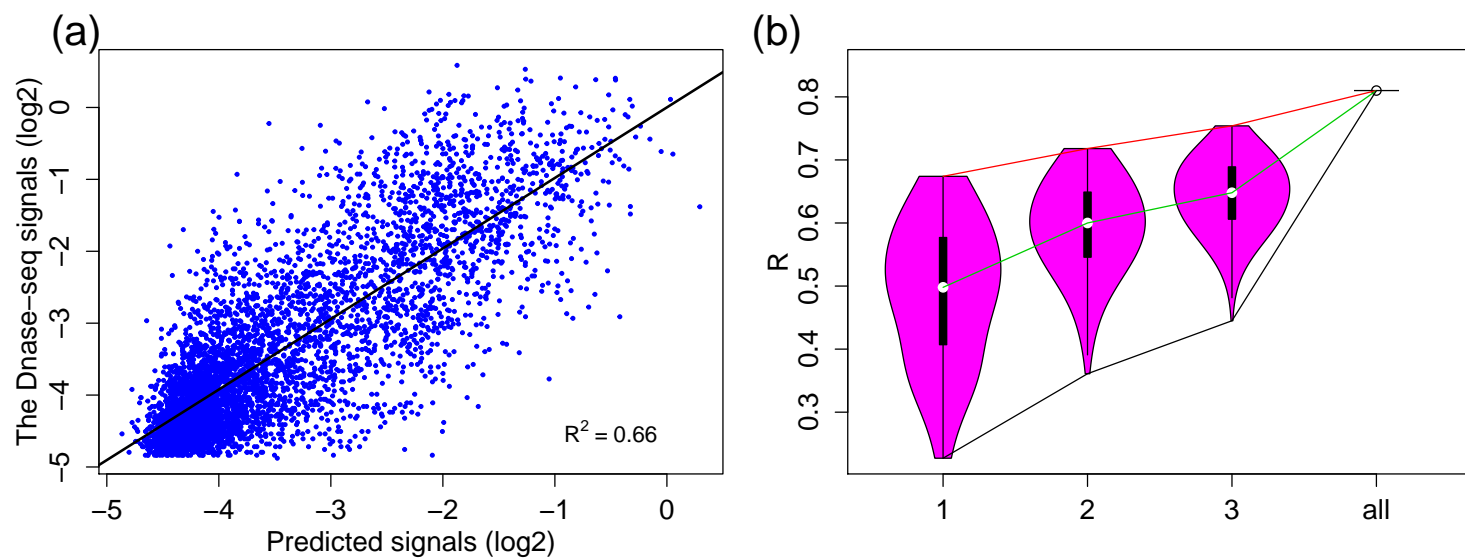 (a)
The Dnase−seq signals (log2)
0
−1
−2
−3
−4
−5
R² = 0.66
−5 −4 −3 −2 −1 0
Predicted signals (log2)
(b)
R
0.8
0.7
0.6
0.5
0.4
0.3
1 2 3 all